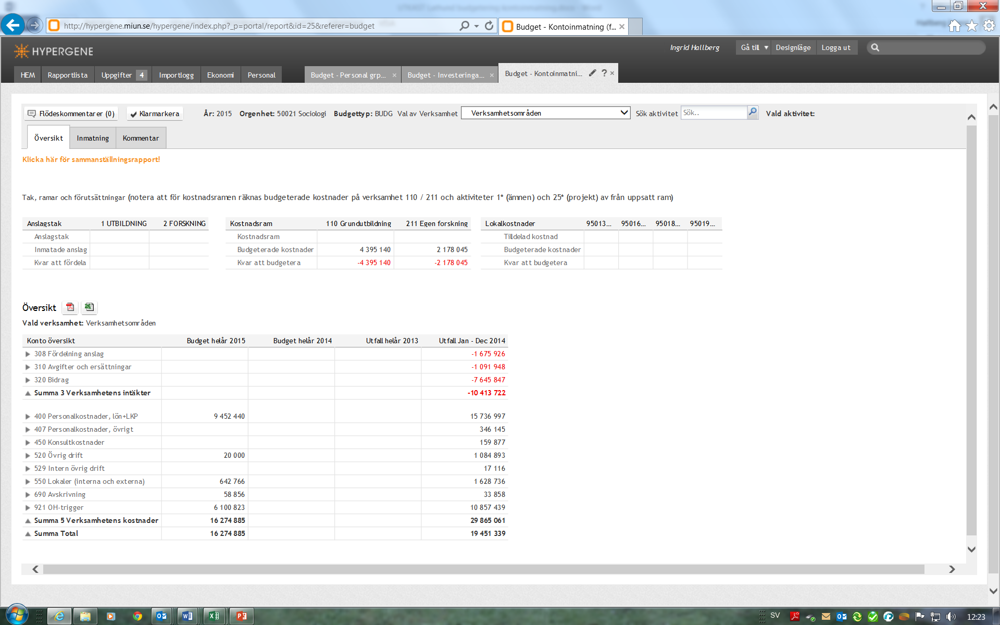 http://hypergene.miun.se/hypergene/index.php?_p=portal/report&id=25&referer=budget
Budget - Kontoinmatning (f...
HYPERGENE
Ingrid Hallberg
Gå till
Designläge
Logga ut
HEM
Rapportlista
Uppgifter 4
Importlogg
Ekonomi
Personal
Budget - Personal grp...
Budget - Investeringa...
Budget - Kontoinmatni...
Flödeskommentarer (0)
Klarmarkera
År: 2015 Orgenhet: 50021 Sociologi Budgettyp: BUDG Val av Verksamhet Verksamhetsområden Sök aktivitet Sök.. Vald aktivitet:
Översikt Inmatning Kommentar
Klicka här för sammanställningsrapport!
Tak, ramar och förutsättningar (notera att för kostnadsramen räknas budgeterade kostnader på verksamhet 110 / 211 och aktiviteter 1* (ämnen) och 25* (projekt) av från uppsatt ram)
Anslagstak 1 UTBILDNING 2 FORSKNING
Anslagstak
Inmatade anslag
Kvar att fördela
Kostnadsram 110 Grundutbildning 211 Egen forskning
Kostnadsram
Budgeterade kostnader 4 395 140 2 178 045
Kvar att budgetera -4 395 140 -2 178 045
Lokalkostnader 95013... 95016... 95018... 95019...
Tilldelad kostnad
Budgeterade kostnader
Kvar att budgetera
Översikt
Vald verksamhet: Verksamhetsområden
Konto översikt Budget helår 2015 Budget helår 2014 Utfall helår 2013 Utfall Jan - Dec 2014
308 Fördelning anslag -1 675 926
310 Avgifter och ersättningar -1 091 948
320 Bidrag -7 645 847
Summa 3 Verksamhetens intäkter -10 413 722
400 Personalkostnader, lön+LKP 9 452 440 15 736 997
407 Personalkostnader, övrigt 346 145
450 Konsultkostnader 159 877
520 Övrig drift 20 000 1 084 893
529 Intern övrig drift 17 116
550 Lokaler (interna och externa) 642 766 1 628 736
690 Avskrivning 58 856 33 858
921 OH-trigger 6 100 823 10 857 439
Summa 5 Verksamhetens kostnader 16 274 885 29 865 061
Summa Total 16 274 885 19 451 339
SV
12:23